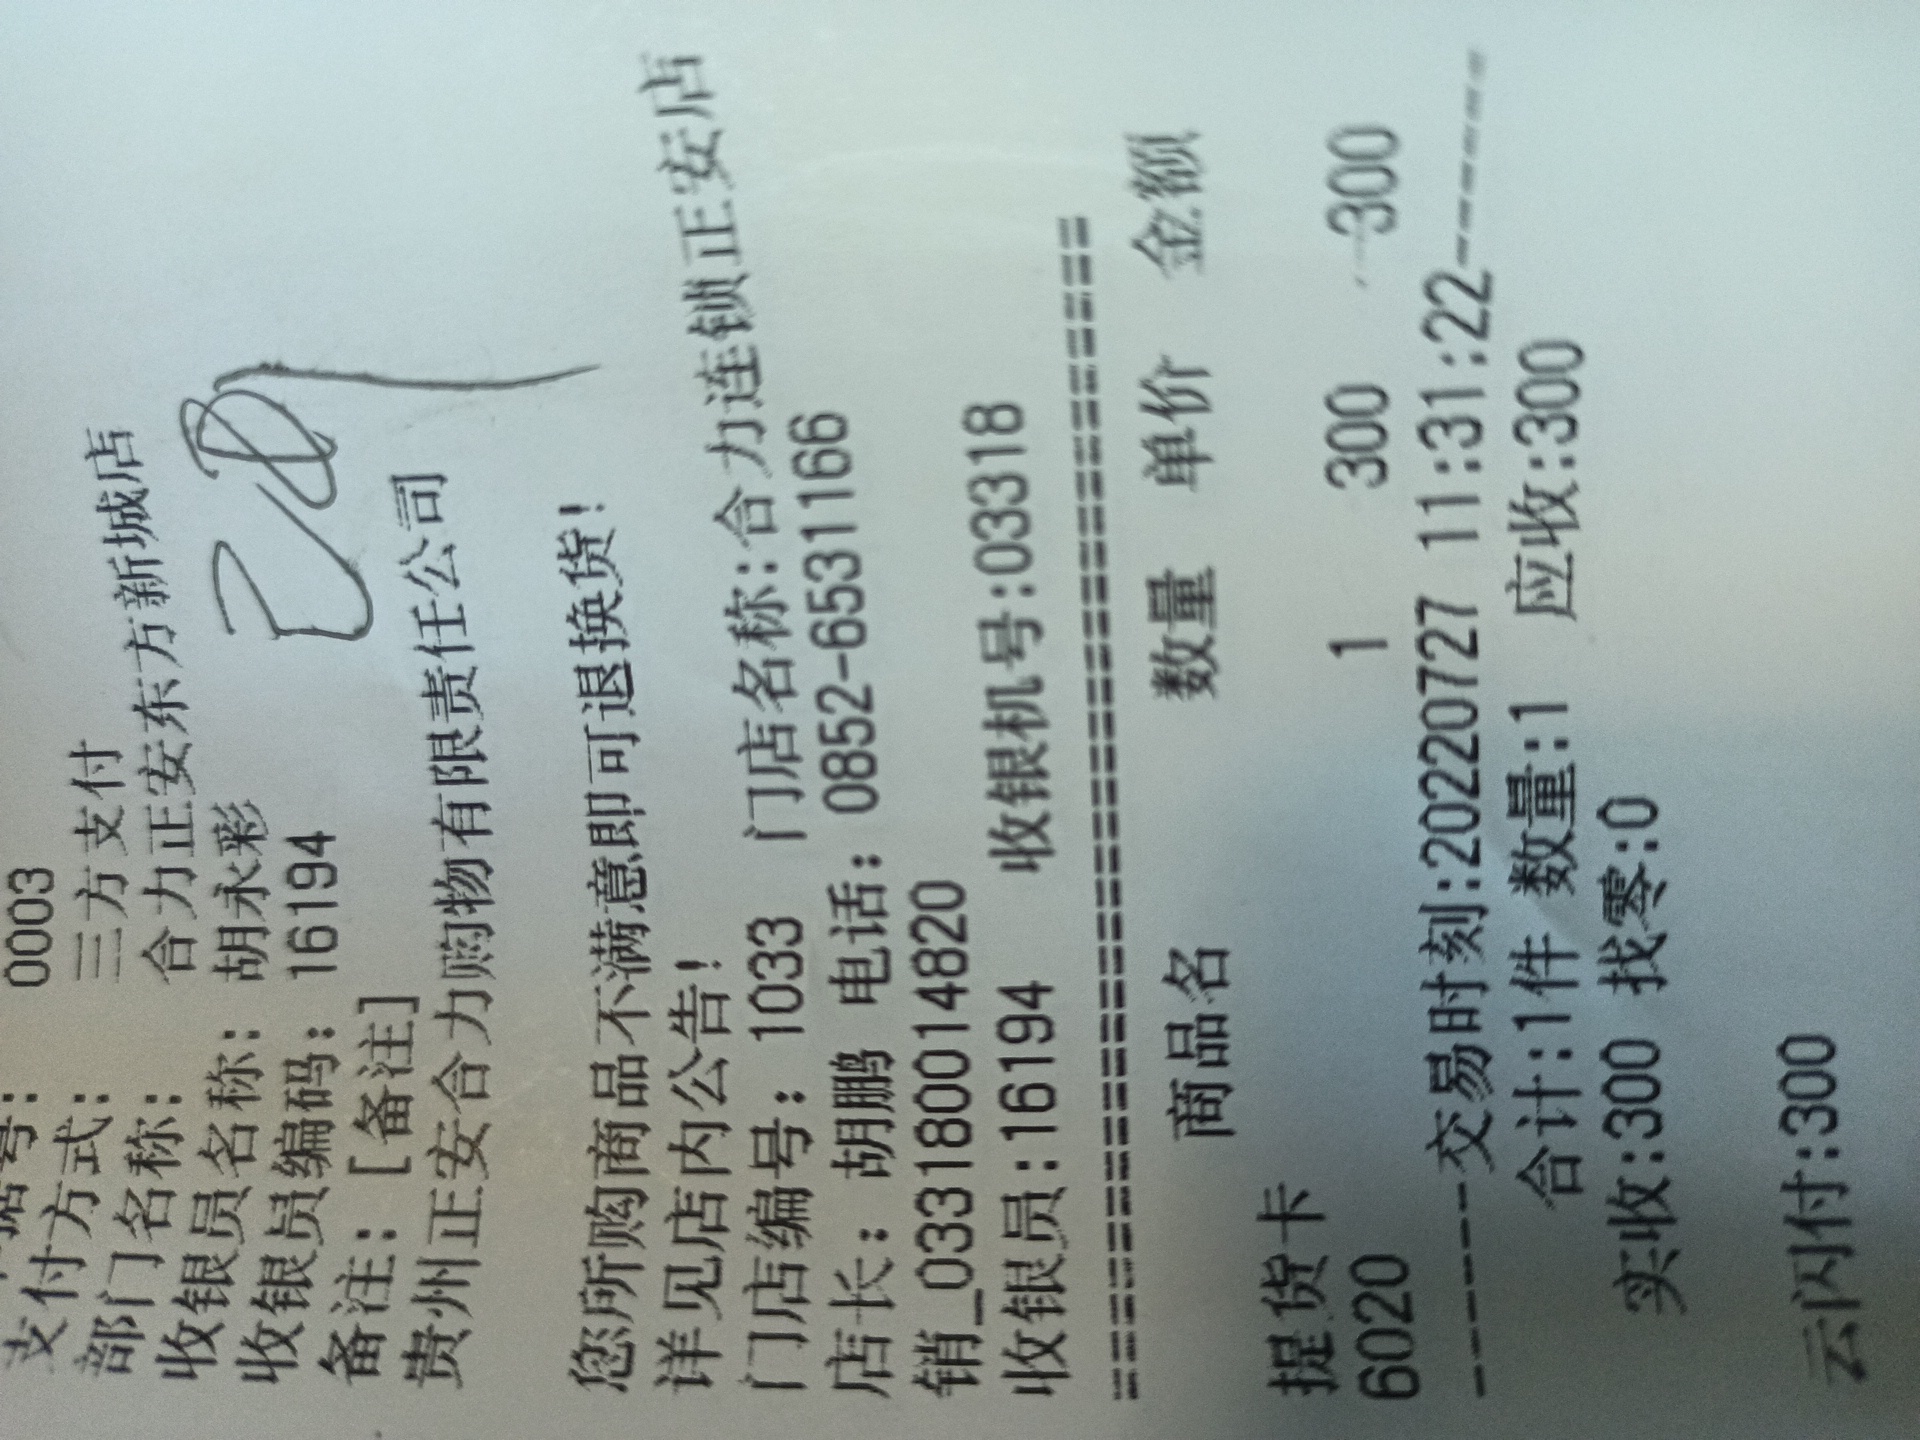 0003
支付方式： 三方支付
部门名称： 合力正安东方新城店
收银员名称： 胡永彩
收银员编码： 16194
备注： [备注]
贵州正安合力购物有限责任公司
您所购商品不满意即可退换货!
详见店内公告!
门店编号： 1033 门店名称:合力连锁正安店
店长： 胡鹏 电话： 0852-6531166
销_033180014820
收银员:16194 收银机号:033318
商品名 数量 单价 金额
提货卡
6020 1 300 300
-------交易时刻:20220727 11:31:22-------
合计:1件 数量:1 应收:300
实收:300 找零:0
云闪付:300